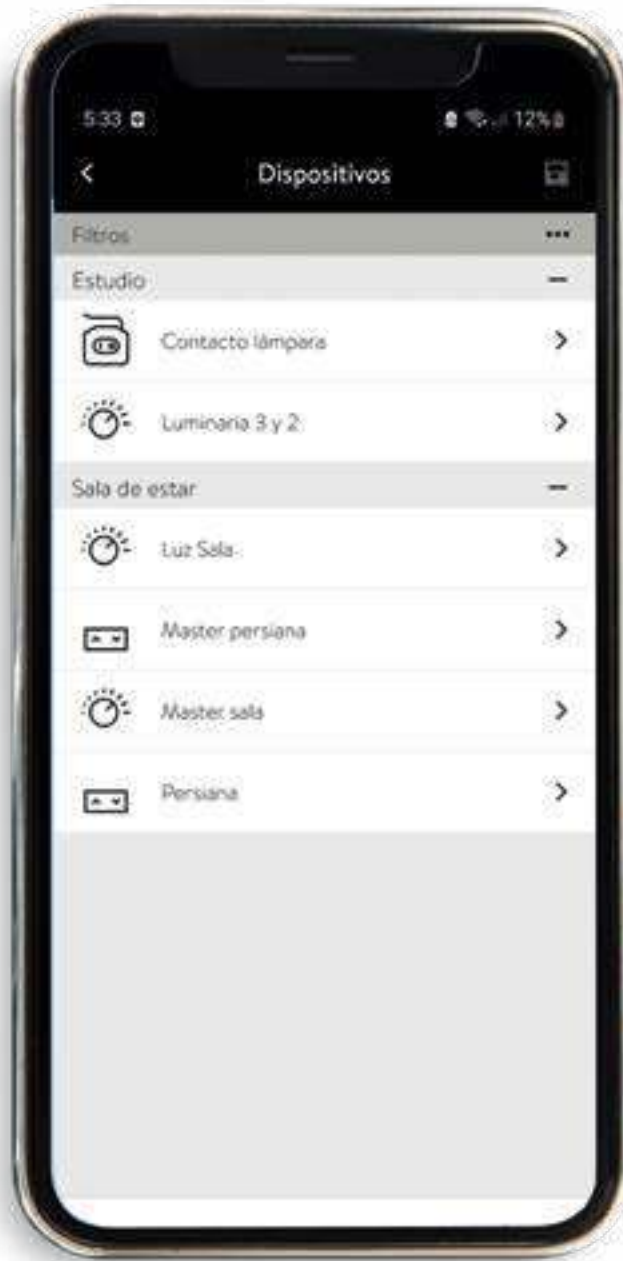 5:33 12%
Dispositivos
Filtros
Estudio
Contacto lámpara
Luminaria 3 y 2
Sala de estar
Luz Sala
Master persiana
Master sala
Persiana